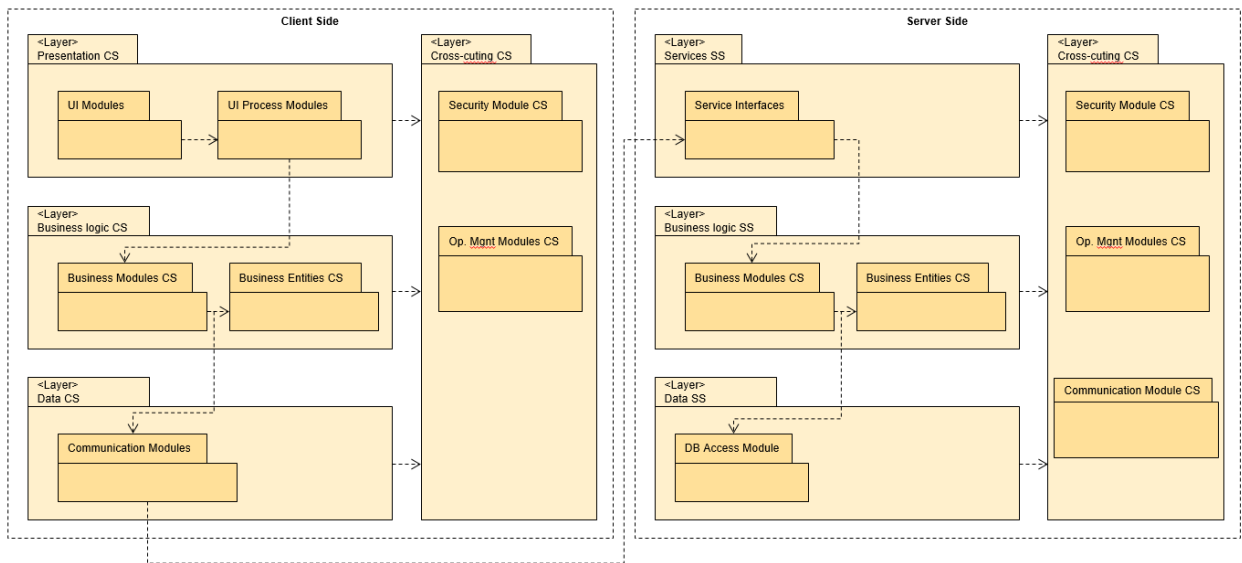 Client Side
<Layer>
Presentation CS
UI Modules
UI Process Modules
<Layer>
Business logic CS
Business Modules CS
Business Entities CS
<Layer>
Data CS
Communication Modules
<Layer>
Cross-cuting CS
Security Module CS
Op. Mgnt Modules CS
Server Side
<Layer>
Services SS
Service Interfaces
<Layer>
Business logic SS
Business Modules CS
Business Entities CS
<Layer>
Data SS
DB Access Module
<Layer>
Cross-cuting CS
Security Module CS
Op. Mgnt Modules CS
Communication Module CS